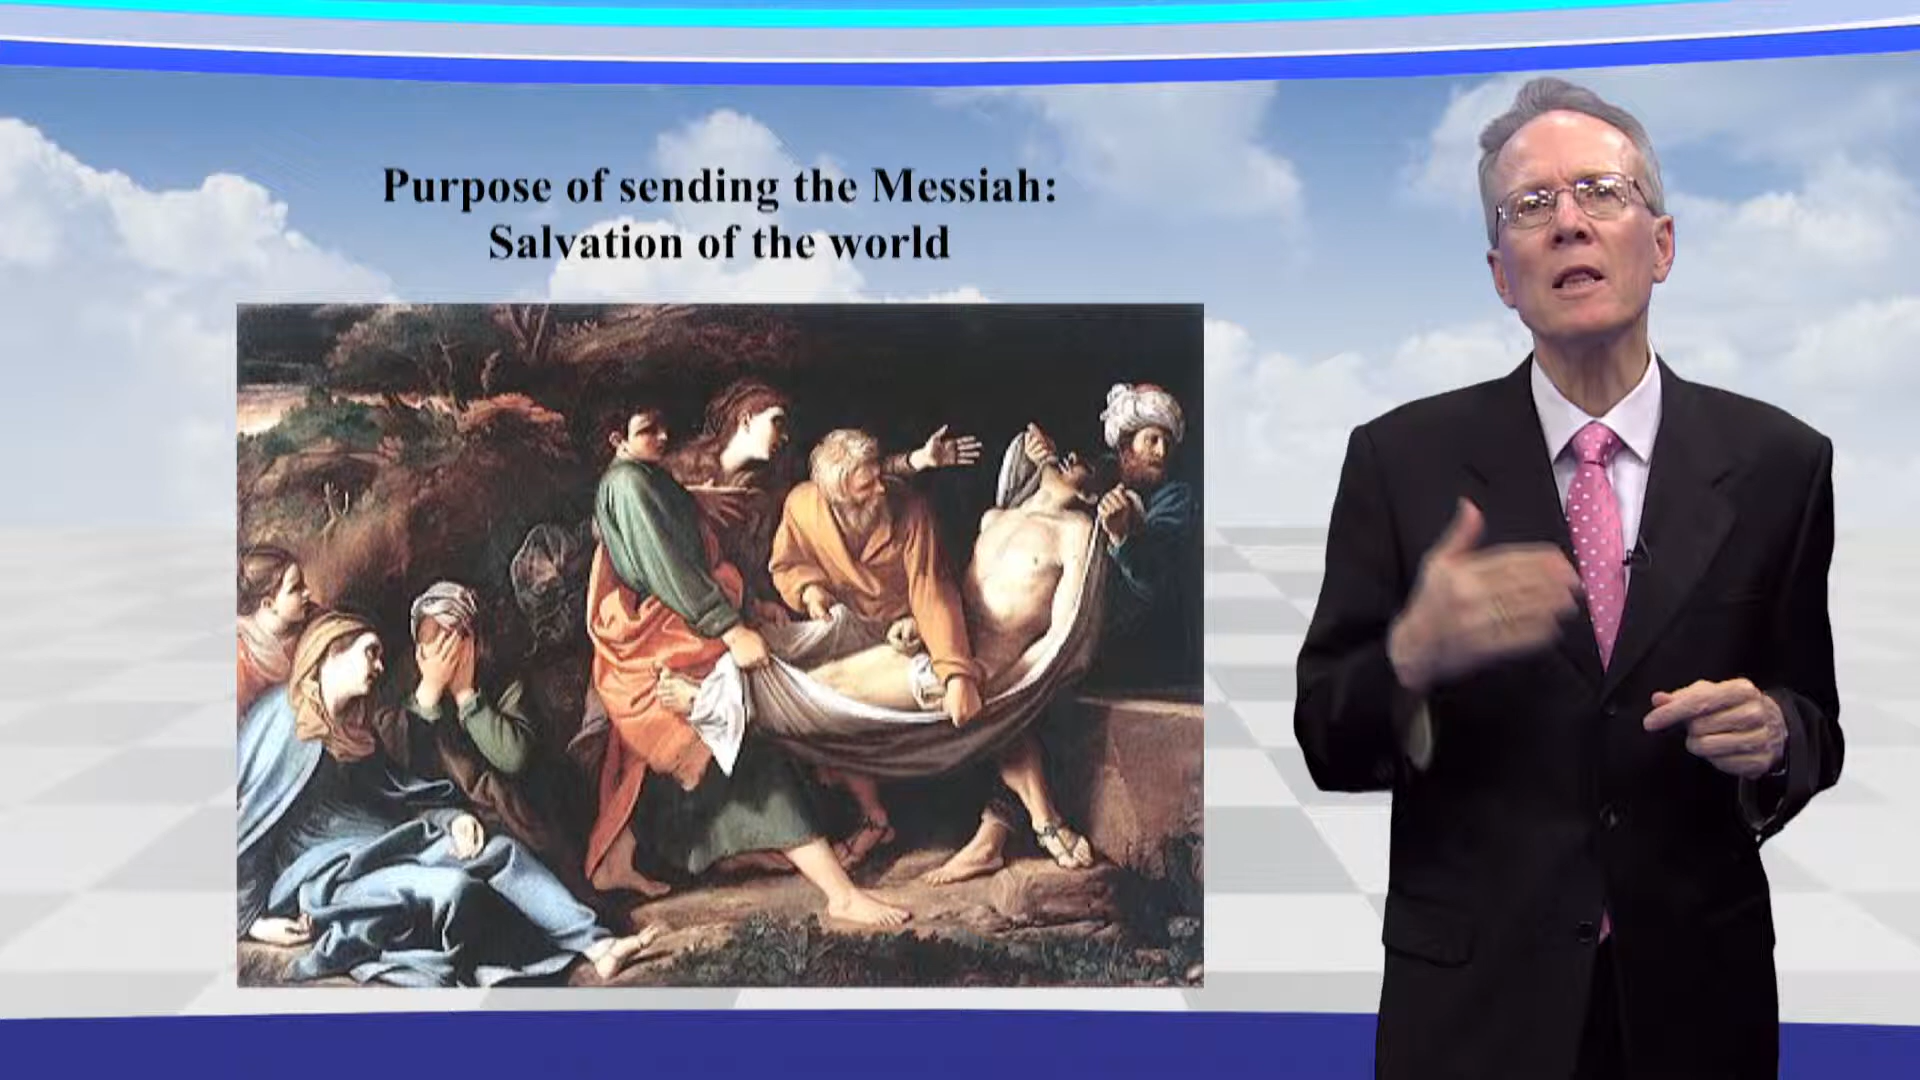 Purpose of sending the Messiah:
Salvation of the world